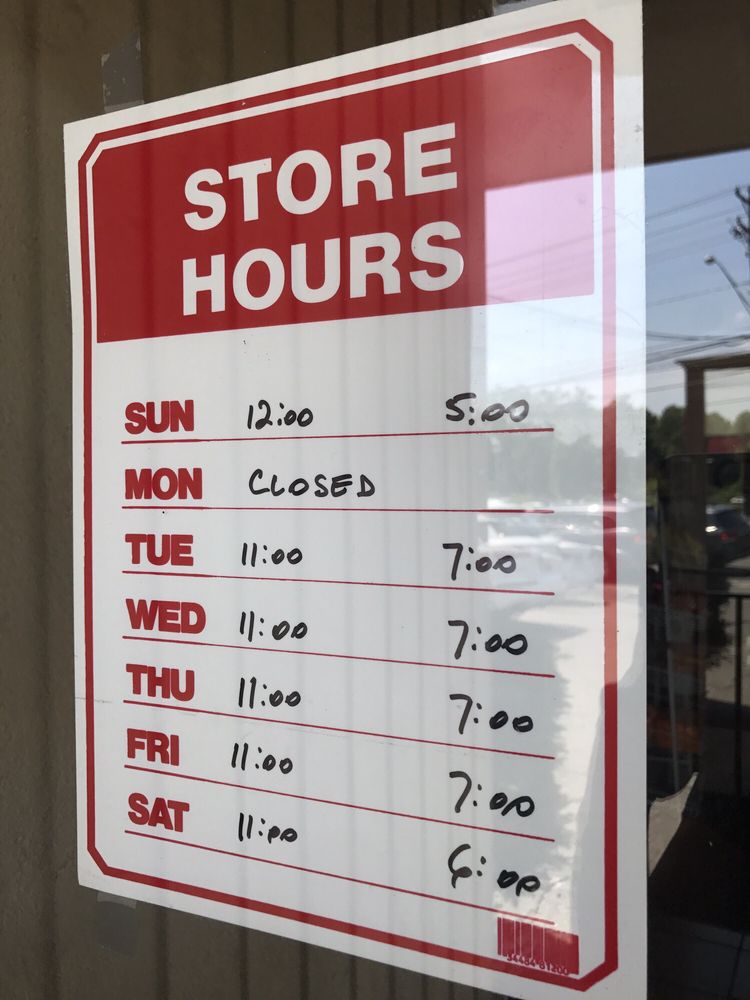 STORE
HOURS
SUN 12:00 5:00
MON CLOSED
TUE 11:00 7:00
WED 11:00 7:00
THU 11:00 7:00
FRI 11:00 7:00
SAT 11:00 6:00